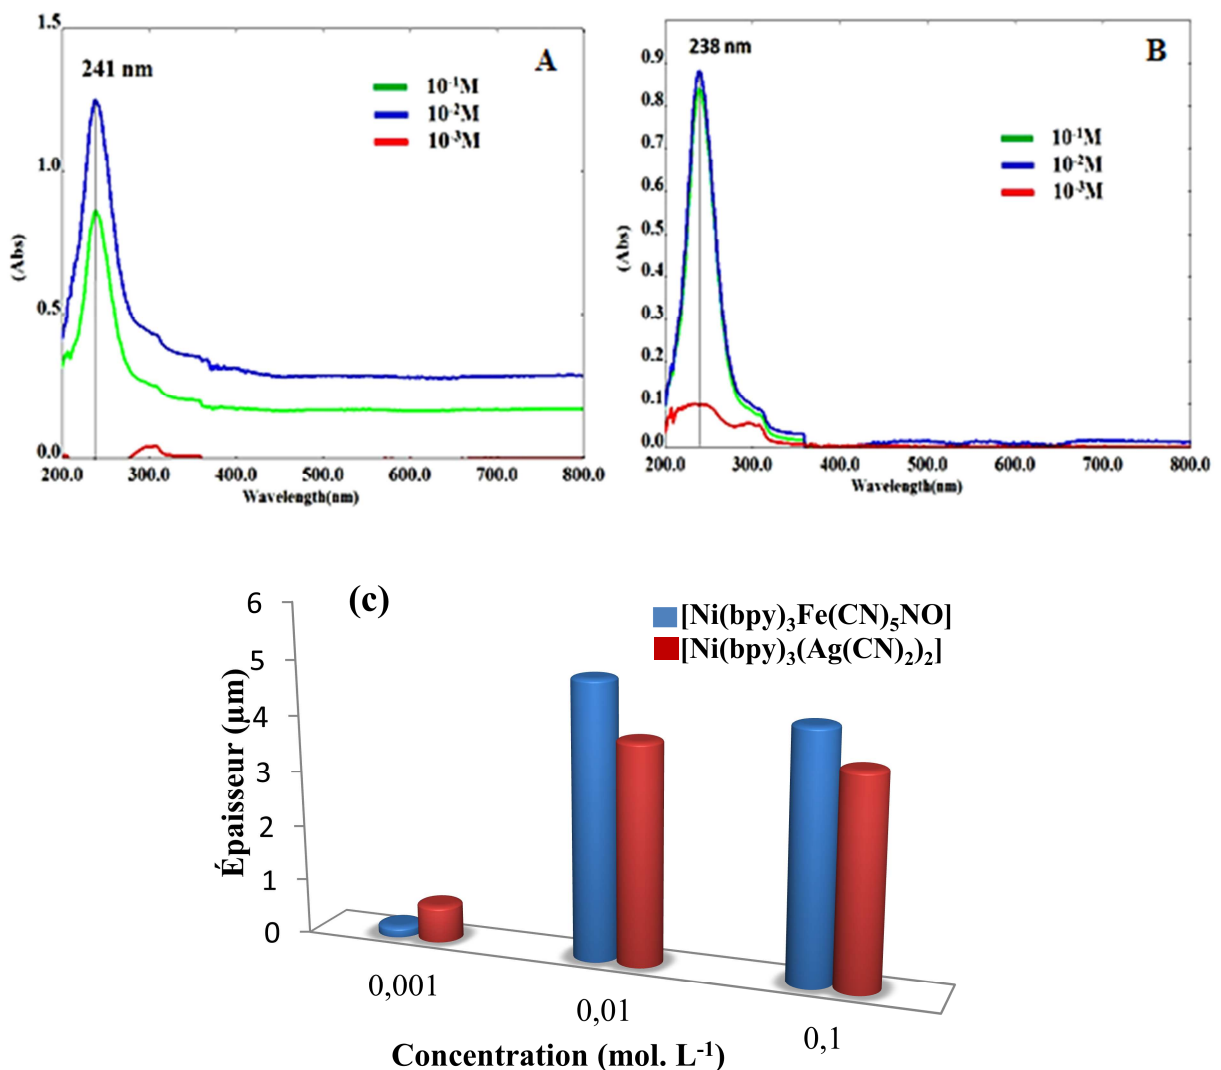 1.5
241 nm
A
10⁻¹M
10⁻²M
10⁻³M
1.0
0.5
0.0
(Abs)
200.0 300.0 400.0 500.0 600.0 700.0 800.0
Wavelength(nm)
238 nm
B
0.9
0.8
0.7
0.6
0.5
0.4
0.3
0.2
0.1
0.0
10⁻¹M
10⁻²M
10⁻³M
(Abs)
200.0 300.0 400.0 500.0 600.0 700.0 800.0
Wavelength(nm)
(c)
[Ni(bpy)₃Fe(CN)₅NO]
[Ni(bpy)₃(Ag(CN)₂)₂]
6
5
4
3
2
1
0
Épaisseur (µm)
0,001
0,01
0,1
Concentration (mol. L⁻¹)